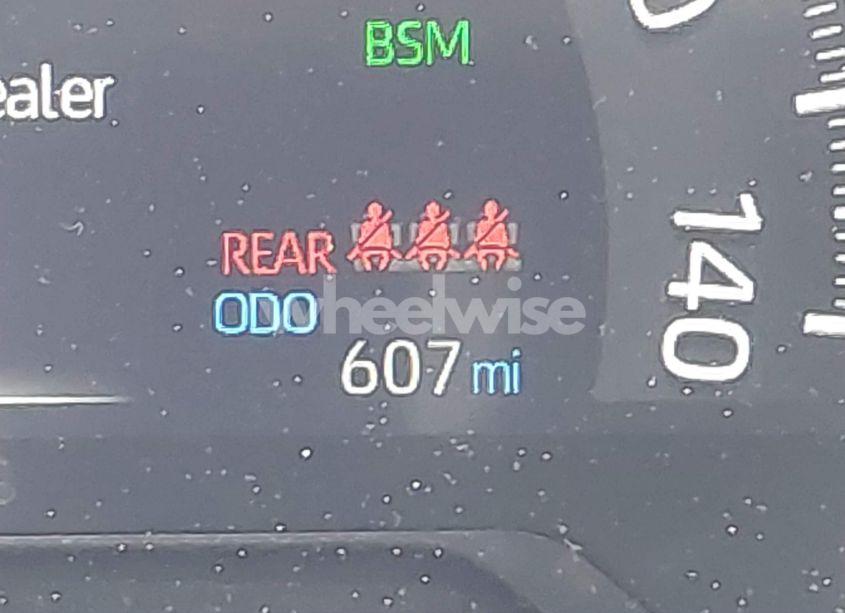 BSM
ealer
REAR
ODO
wheelwise
607 mi
140